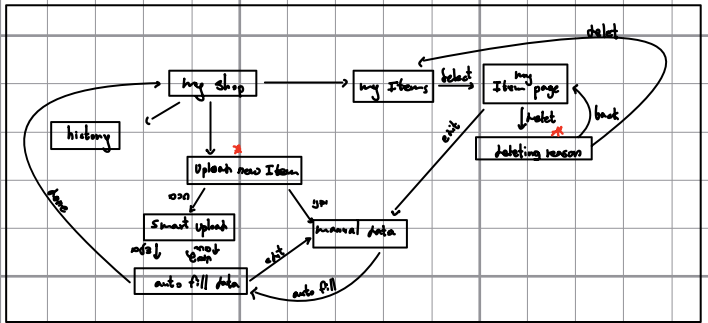 delet
my shop
my Items
Select
my
Item page
history
delet
back
edit
deleting reason
Upload new Item
Smart upload
manual data
done
edit
auto fill data
auto fill